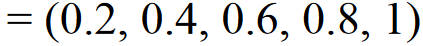 = (0.2, 0.4, 0.6, 0.8, 1)